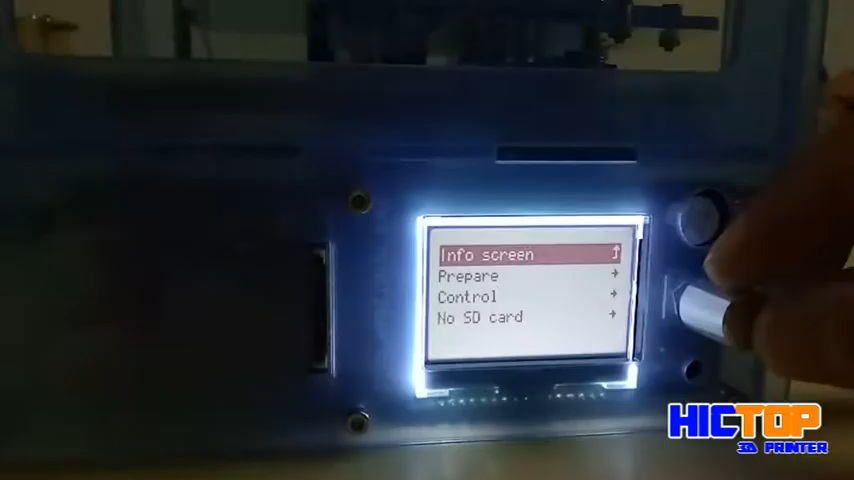 Info screen
Prepare
Control
No SD card
HICTOP
3D PRINTER